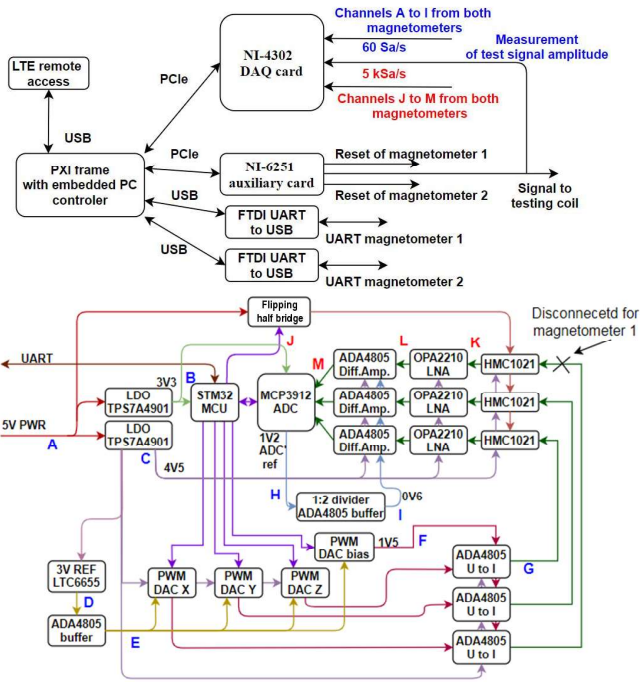 Channels A to I from both
magnetometers
60 Sa/s
Measurement
of test signal amplitude
NI-4302
DAQ card
5 kSa/s
Channels J to M from both
magnetometers
LTE remote
access
PCIe
USB
PXI frame
with embedded PC
controler
PCIe
NI-6251
auxiliary card
Reset of magnetometer 1
Reset of magnetometer 2
Signal to
testing coil
USB
FTDI UART
to USB
UART magnetometer 1
USB
FTDI UART
to USB
UART magnetometer 2
Flipping
half bridge
Disconnecetd for
magnetometer 1
J
L
K
M
UART
B
3V3
LDO
TPS7A4901
STM32
MCU
MCP3912
ADC
ADA4805
Diff.Amp.
OPA2210
LNA
HMC1021
ADA4805
Diff.Amp.
OPA2210
LNA
HMC1021
ADA4805
Diff.Amp.
OPA2210
LNA
HMC1021
5V PWR
A
LDO
TPS7A4901
C
4V5
1V2
ADC'
ref
H
1:2 divider
ADA4805 buffer
0V6
I
PWM
DAC bias
1V5
F
3V REF
LTC6655
D
ADA4805
buffer
E
PWM
DAC X
PWM
DAC Y
PWM
DAC Z
ADA4805
U to I
G
ADA4805
U to I
ADA4805
U to I